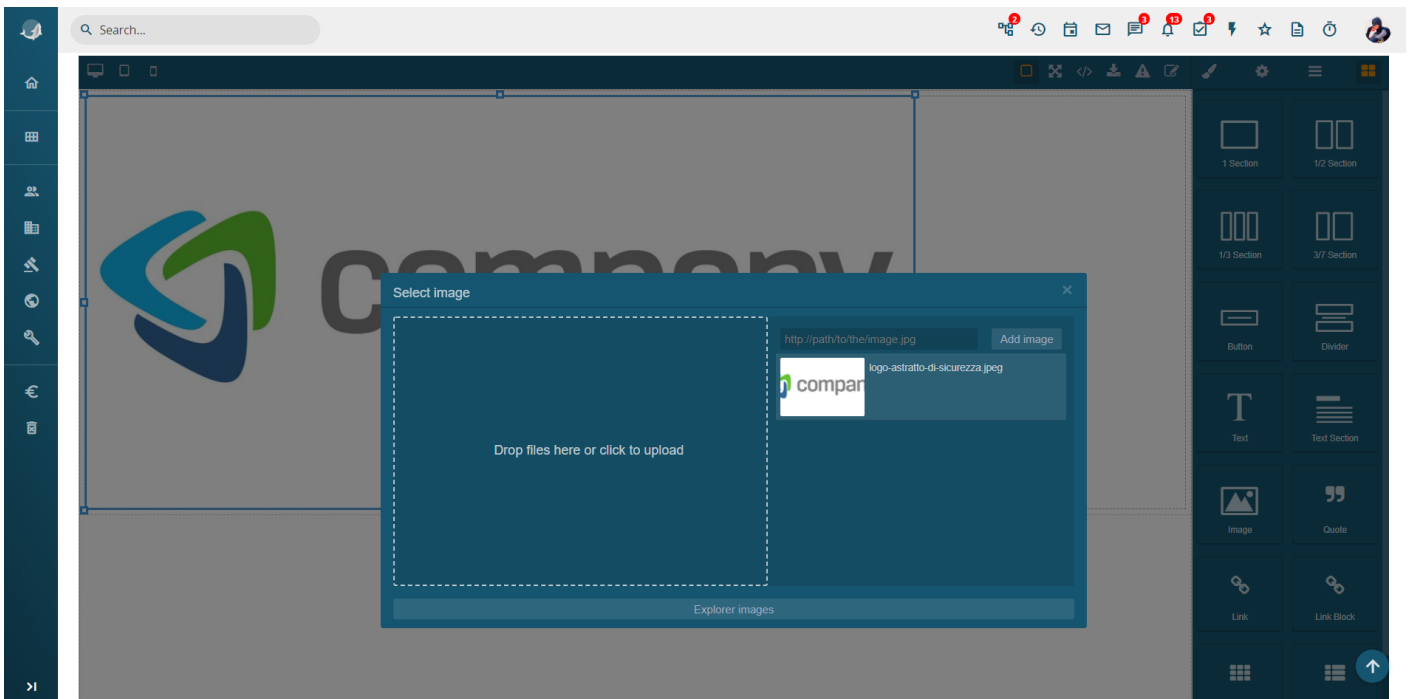 Search...
2
3
13
3
company
1 Section
1/2 Section
1/3 Section
3/7 Section
Select image
×
http://path/to/the/image.jpg
Add image
logo-astratto-di-sicurezza.jpeg
compan
Drop files here or click to upload
Explorer images
Button
Divider
T
Text
Text Section
Image
Quote
Link
Link Block